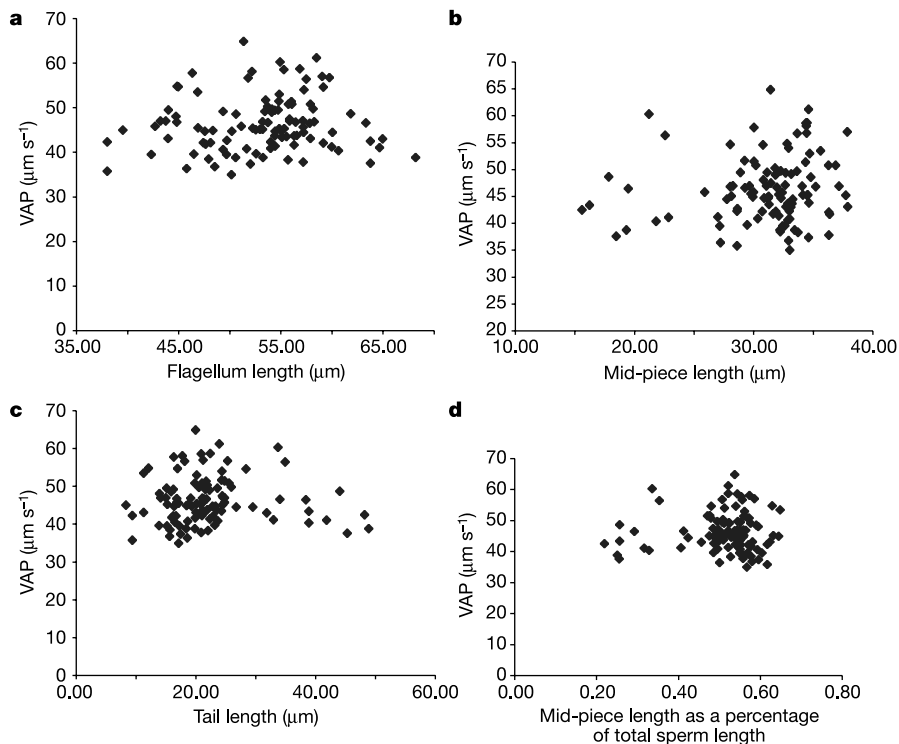 a
70
60
50
40
30
20
10
0
VAP (µm s⁻¹)
35.00 45.00 55.00 65.00
Flagellum length (µm)
b
70
65
60
55
50
45
40
35
30
25
20
VAP (µm s⁻¹)
10.00 20.00 30.00 40.00
Mid-piece length (µm)
c
70
60
50
40
30
20
10
0
VAP (µm s⁻¹)
0.00 20.00 40.00 60.00
Tail length (µm)
d
70
60
50
40
30
20
10
0
VAP (µm s⁻¹)
0.00 0.20 0.40 0.60 0.80
Mid-piece length as a percentage
of total sperm length